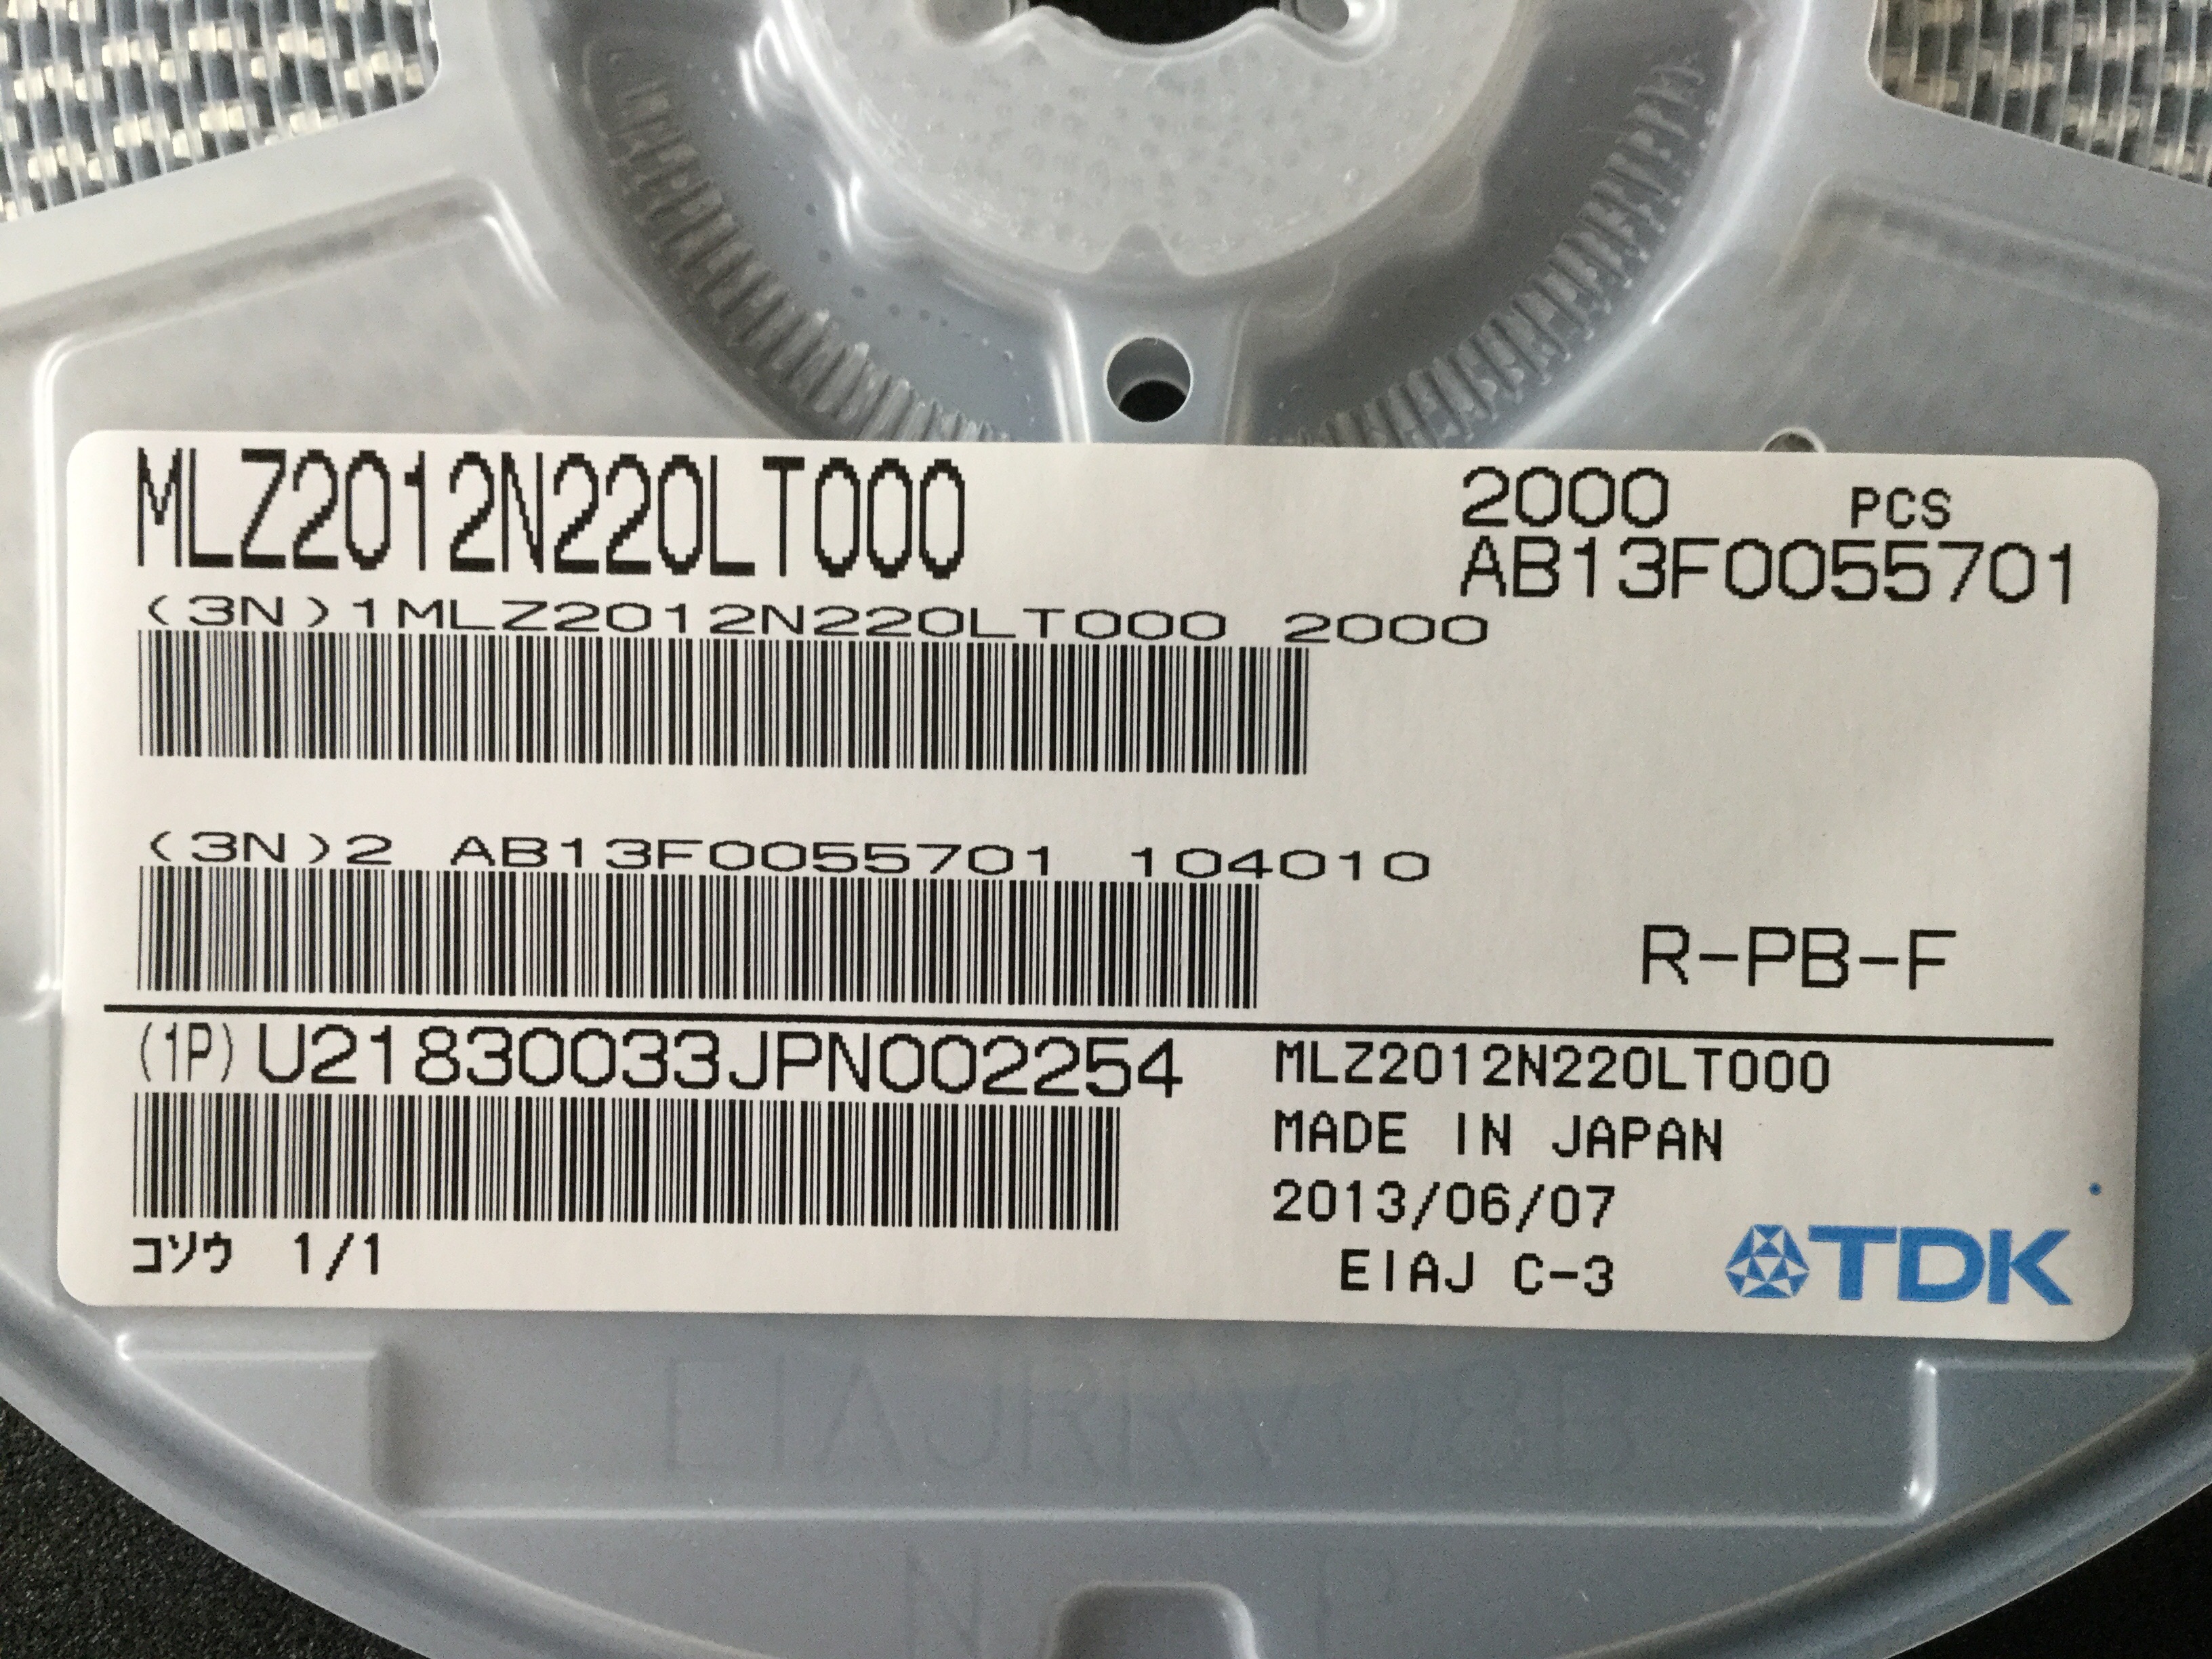 MLZ2012N220LT000
2000 PCS
AB13F0055701
(3N)1MLZ2012N220LT000 2000
(3N)2 AB13F0055701 104010
R-PB-F
(1P)U21830033JPN002254
MLZ2012N220LT000
MADE IN JAPAN
2013/06/07
コソウ 1/1
EIAJ C-3
TDK